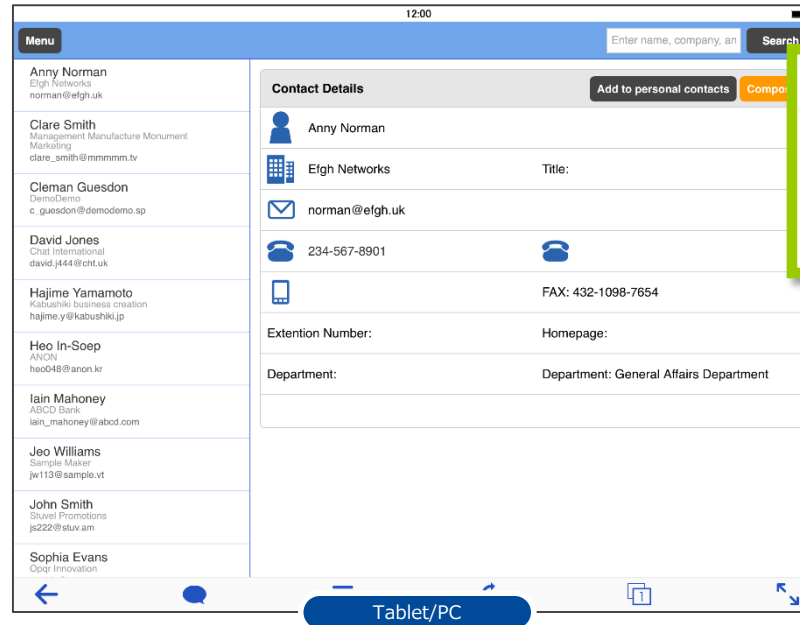 12:00
Menu
Enter name, company, an
Search
Anny Norman
Efgh Networks
norman@efgh.uk
Clare Smith
Management Manufacture Monument
Marketing
clare_smith@mmmmm.tv
Cleman Guesdon
DemoDemo
c_guesdon@demodemo.sp
David Jones
Chat International
david.j444@cht.uk
Hajime Yamamoto
Kabushiki business creation
hajime.y@kabushiki.jp
Heo In-Soep
ANON
heo048@anon.kr
Iain Mahoney
ABCD Bank
iain_mahoney@abcd.com
Jeo Williams
Sample Maker
jw113@sample.vt
John Smith
Stuvel Promotions
js222@stuv.am
Sophia Evans
Opqr Innovation
Contact Details
Add to personal contacts
Compos
Anny Norman
Efgh Networks
Title:
norman@efgh.uk
234-567-8901
FAX: 432-1098-7654
Extention Number:
Homepage:
Department:
Department: General Affairs Department
1
Tablet/PC